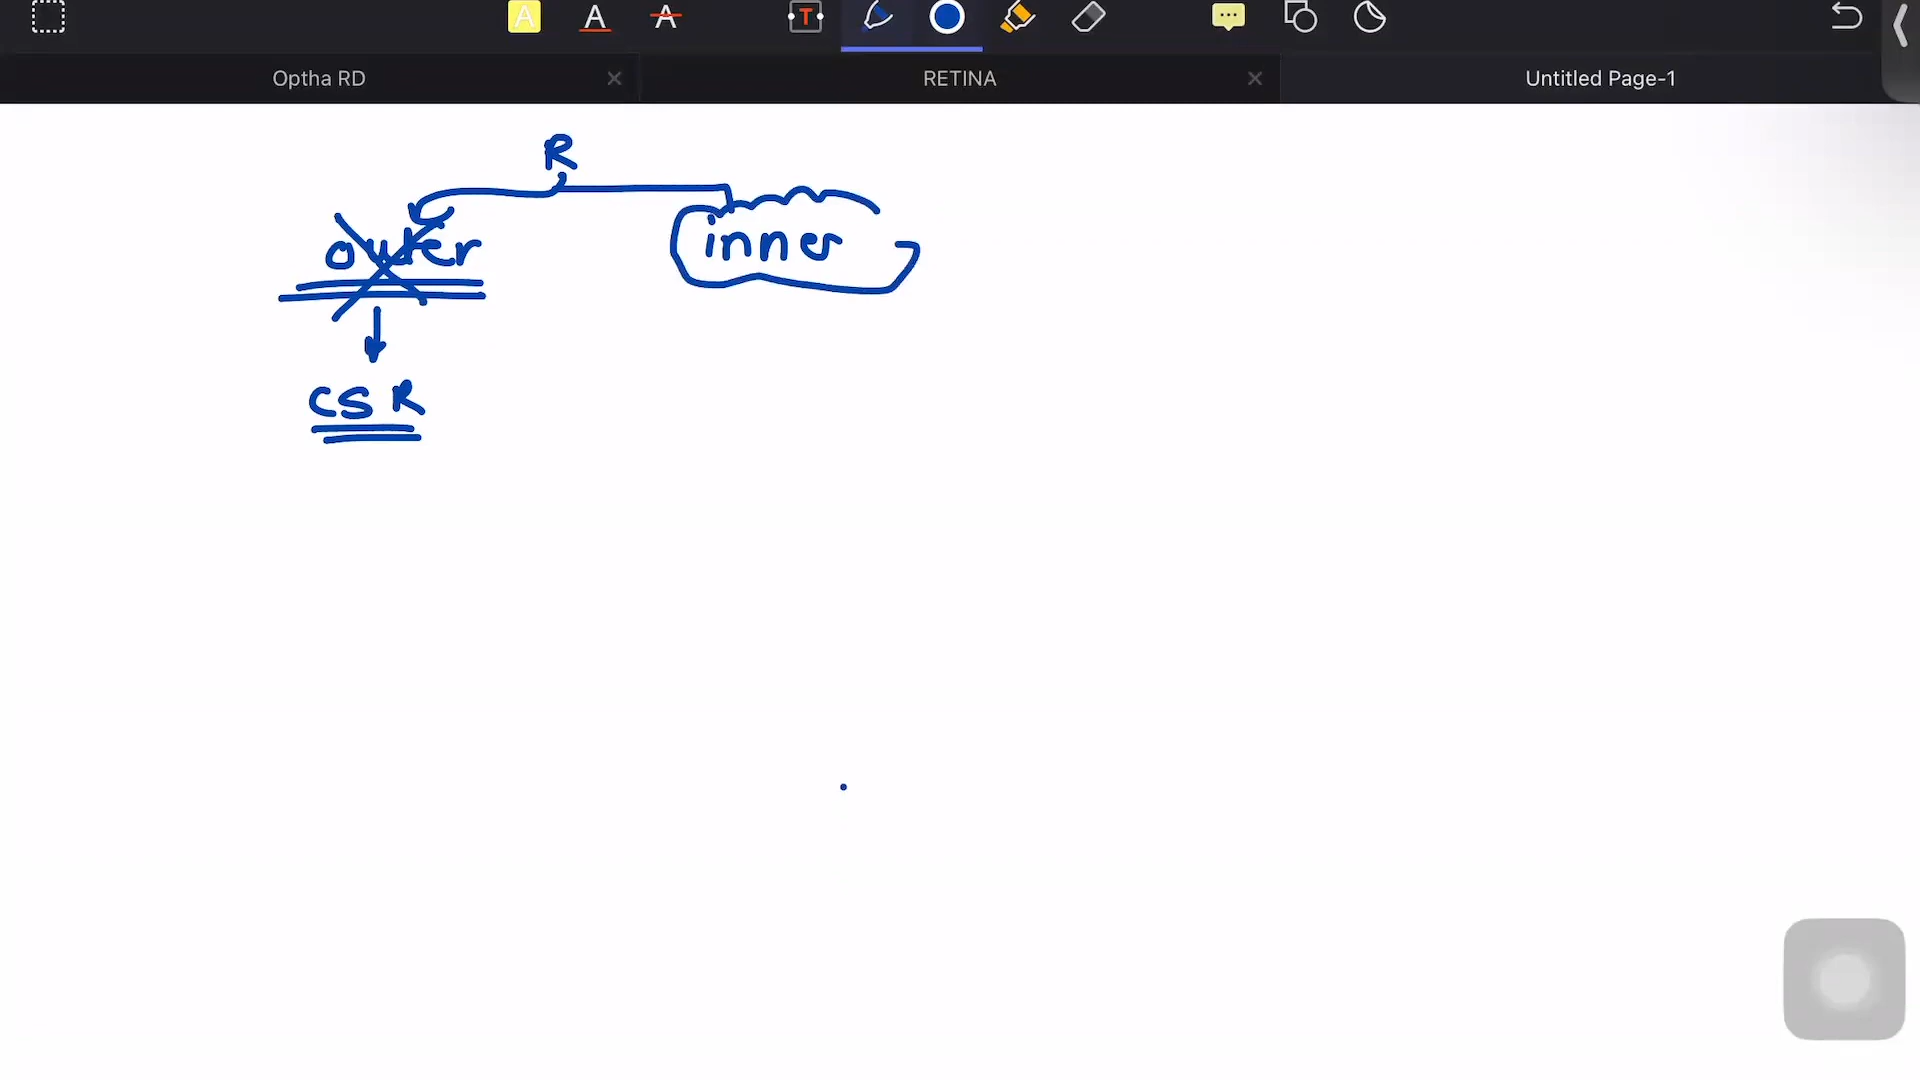 A A A T
Optha RD RETINA Untitled Page-1
R
outer inner
CSR